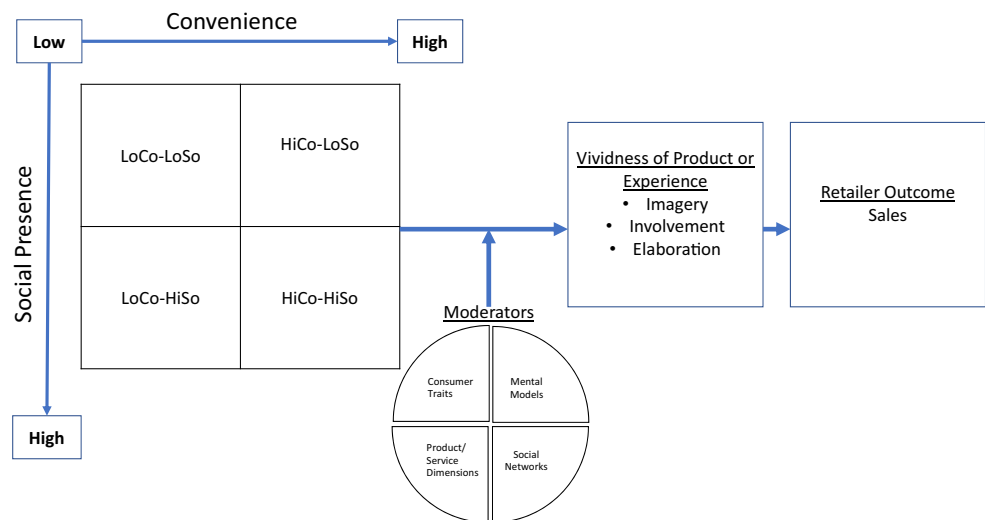 Convenience
Low
High
Social Presence
LoCo-LoSo
HiCo-LoSo
LoCo-HiSo
HiCo-HiSo
High
Vividness of Product or
Experience
• Imagery
• Involvement
• Elaboration
Retailer Outcome
Sales
Moderators
Consumer
Traits
Mental
Models
Product/
Service
Dimensions
Social
Networks